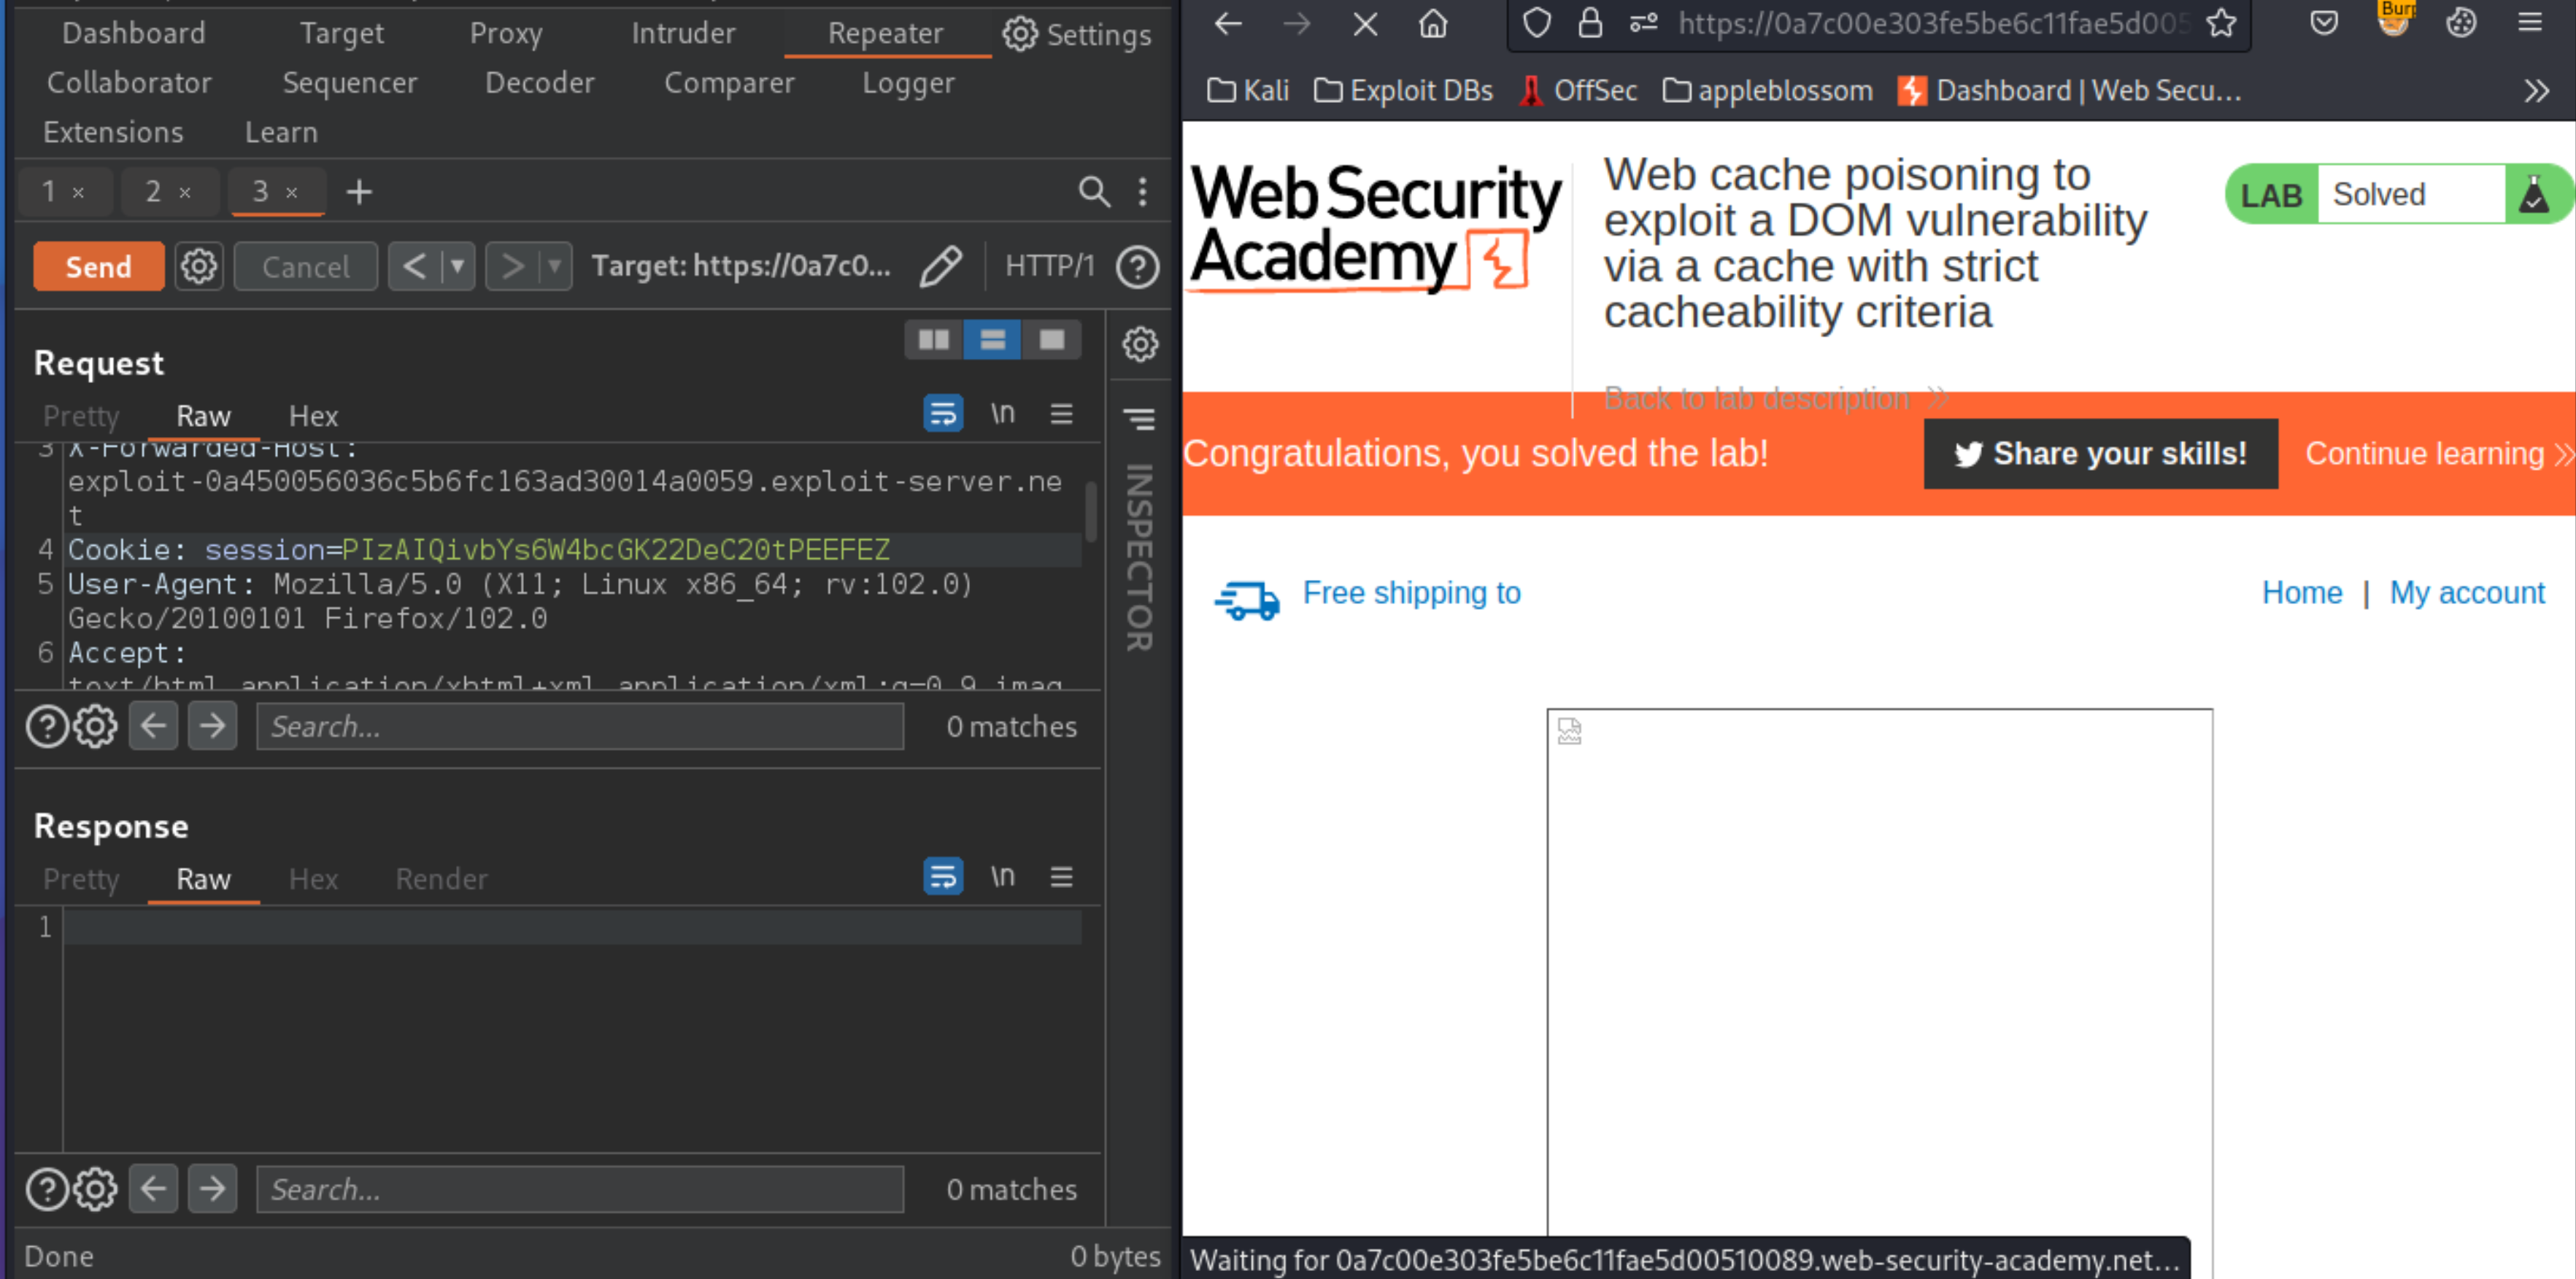 Dashboard Target Proxy Intruder Repeater Settings
Collaborator Sequencer Decoder Comparer Logger
Extensions Learn
1 × 2 × 3 × +
Send Cancel < ▼ > ▼ Target: https://0a7c0... HTTP/1 ?
Request
Pretty Raw Hex \n
3 X-Forwarded-Host:
exploit-0a450056036c5b6fc163ad30014a0059.exploit-server.ne
t
4 Cookie: session=PIzAIQivbYs6W4bcGK22DeC20tPEEFEZ
5 User-Agent: Mozilla/5.0 (X11; Linux x86_64; rv:102.0)
Gecko/20100101 Firefox/102.0
6 Accept:
text/html,application/xhtml+xml,application/xml;q=0.9,imag
? Search... 0 matches
INSPECTOR
Response
Pretty Raw Hex Render \n
1
? Search... 0 matches
Done 0 bytes
https://0a7c00e303fe5be6c11fae5d005
Bur
Kali Exploit DBs OffSec appleblossom Dashboard | Web Secu...
Web Security
Academy
Web cache poisoning to
exploit a DOM vulnerability
via a cache with strict
cacheability criteria
LAB Solved
Back to lab description
Congratulations, you solved the lab! Share your skills! Continue learning
Free shipping to Home | My account
Waiting for 0a7c00e303fe5be6c11fae5d00510089.web-security-academy.net...